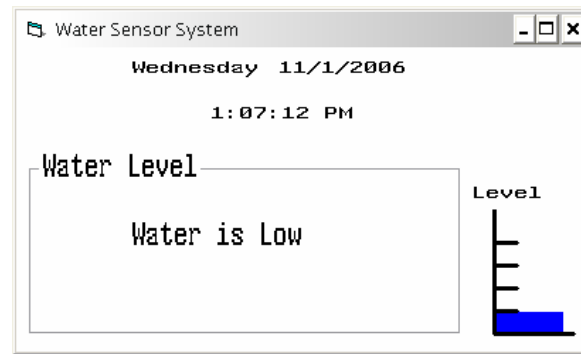 Water Sensor System
Wednesday 11/1/2006
1:07:12 PM
Water Level
Level
Water is Low